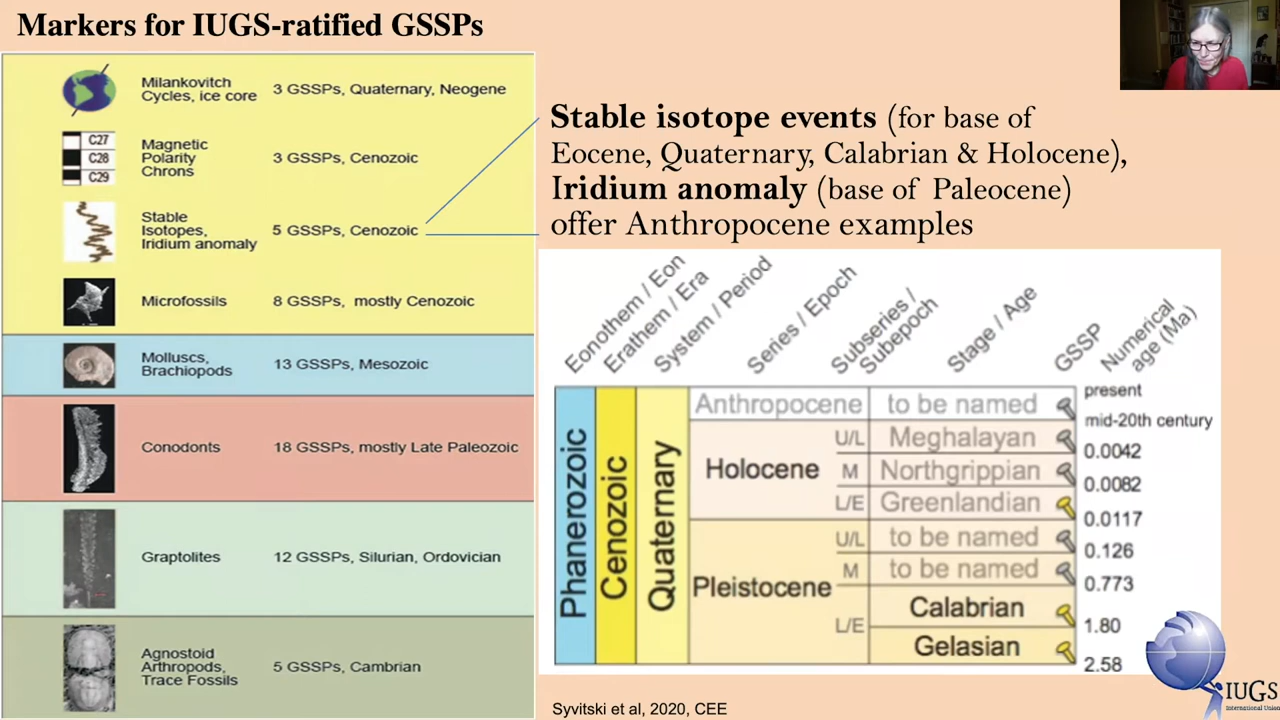 Markers for IUGS-ratified GSSPs
Milankovitch
Cycles, ice core
3 GSSPs, Quaternary, Neogene
C27
C28
C29
Magnetic
Polarity
Chrons
3 GSSPs, Cenozoic
Stable
Isotopes,
Iridium anomaly
5 GSSPs, Cenozoic
Microfossils
8 GSSPs, mostly Cenozoic
Molluscs,
Brachiopods
13 GSSPs, Mesozoic
Conodonts
18 GSSPs, mostly Late Paleozoic
Graptolites
12 GSSPs, Silurian, Ordovician
Agnostoid
Arthropods,
Trace Fossils
5 GSSPs, Cambrian
Stable isotope events (for base of
Eocene, Quaternary, Calabrian & Holocene),
Iridium anomaly (base of Paleocene)
offer Anthropocene examples
Eonothem / Eon
Erathem / Era
System / Period
Series / Epoch
Subseries /
Subepoch
Stage / Age
GSSP
Numerical
age (Ma)
Phanerozoic
Cenozoic
Quaternary
Anthropocene
to be named
present
mid-20th century
Holocene
U/L
Meghalayan
0.0042
M
Northgrippian
0.0082
L/E
Greenlandian
0.0117
Pleistocene
U/L
to be named
0.126
M
to be named
0.773
L/E
Calabrian
1.80
Gelasian
2.58
Syvitski et al, 2020, CEE
IUGS
International Union